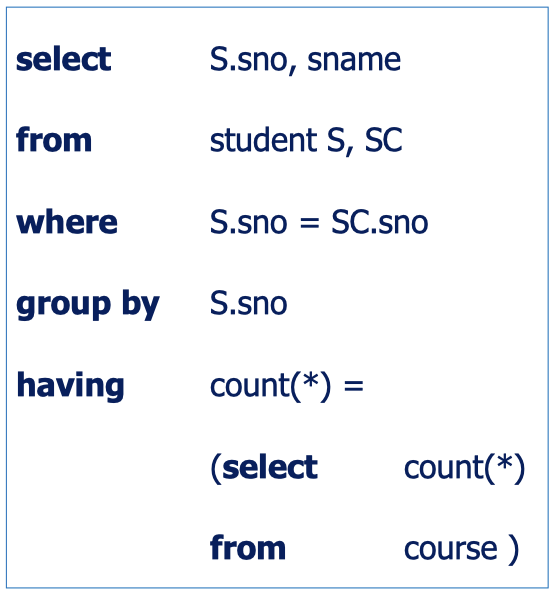 select S.sno, sname
from student S, SC
where S.sno = SC.sno
group by S.sno
having count(*) =
(select count(*)
from course )